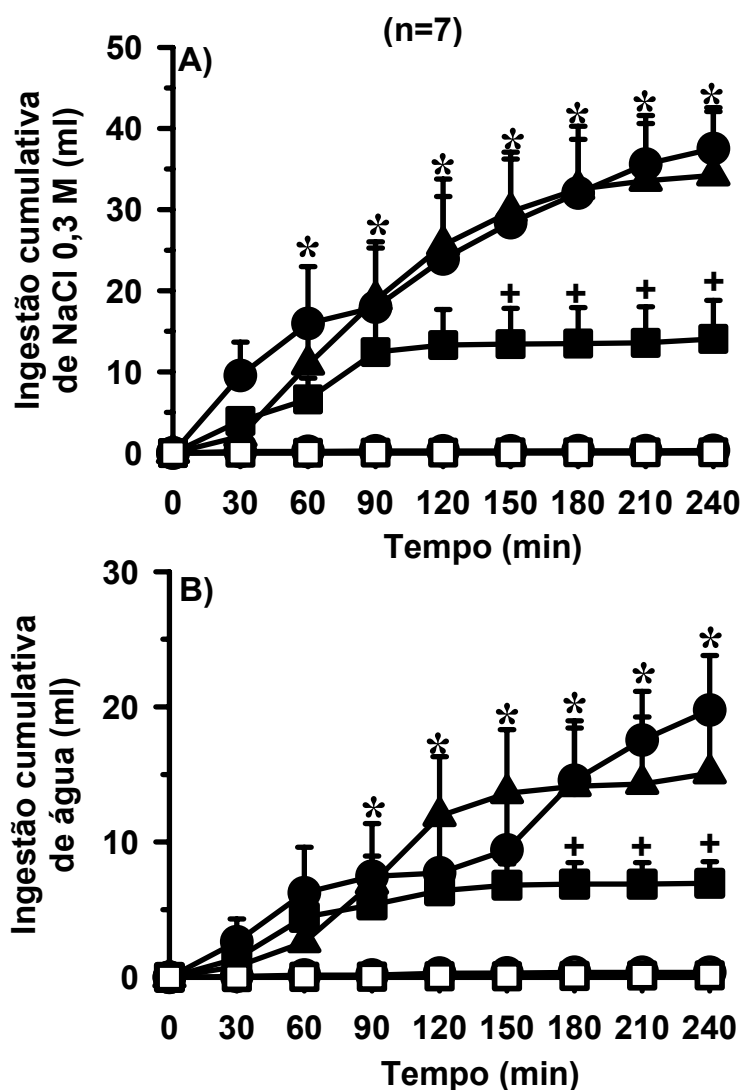 (n=7)
A)
50
40
30
20
10
0
Ingestão cumulativa
de NaCl 0,3 M (ml)
* * * * * * *
+ + + +
0 30 60 90 120 150 180 210 240
Tempo (min)
B)
30
20
10
0
Ingestão cumulativa
de água (ml)
* * * * * *
+ + +
0 30 60 90 120 150 180 210 240
Tempo (min)